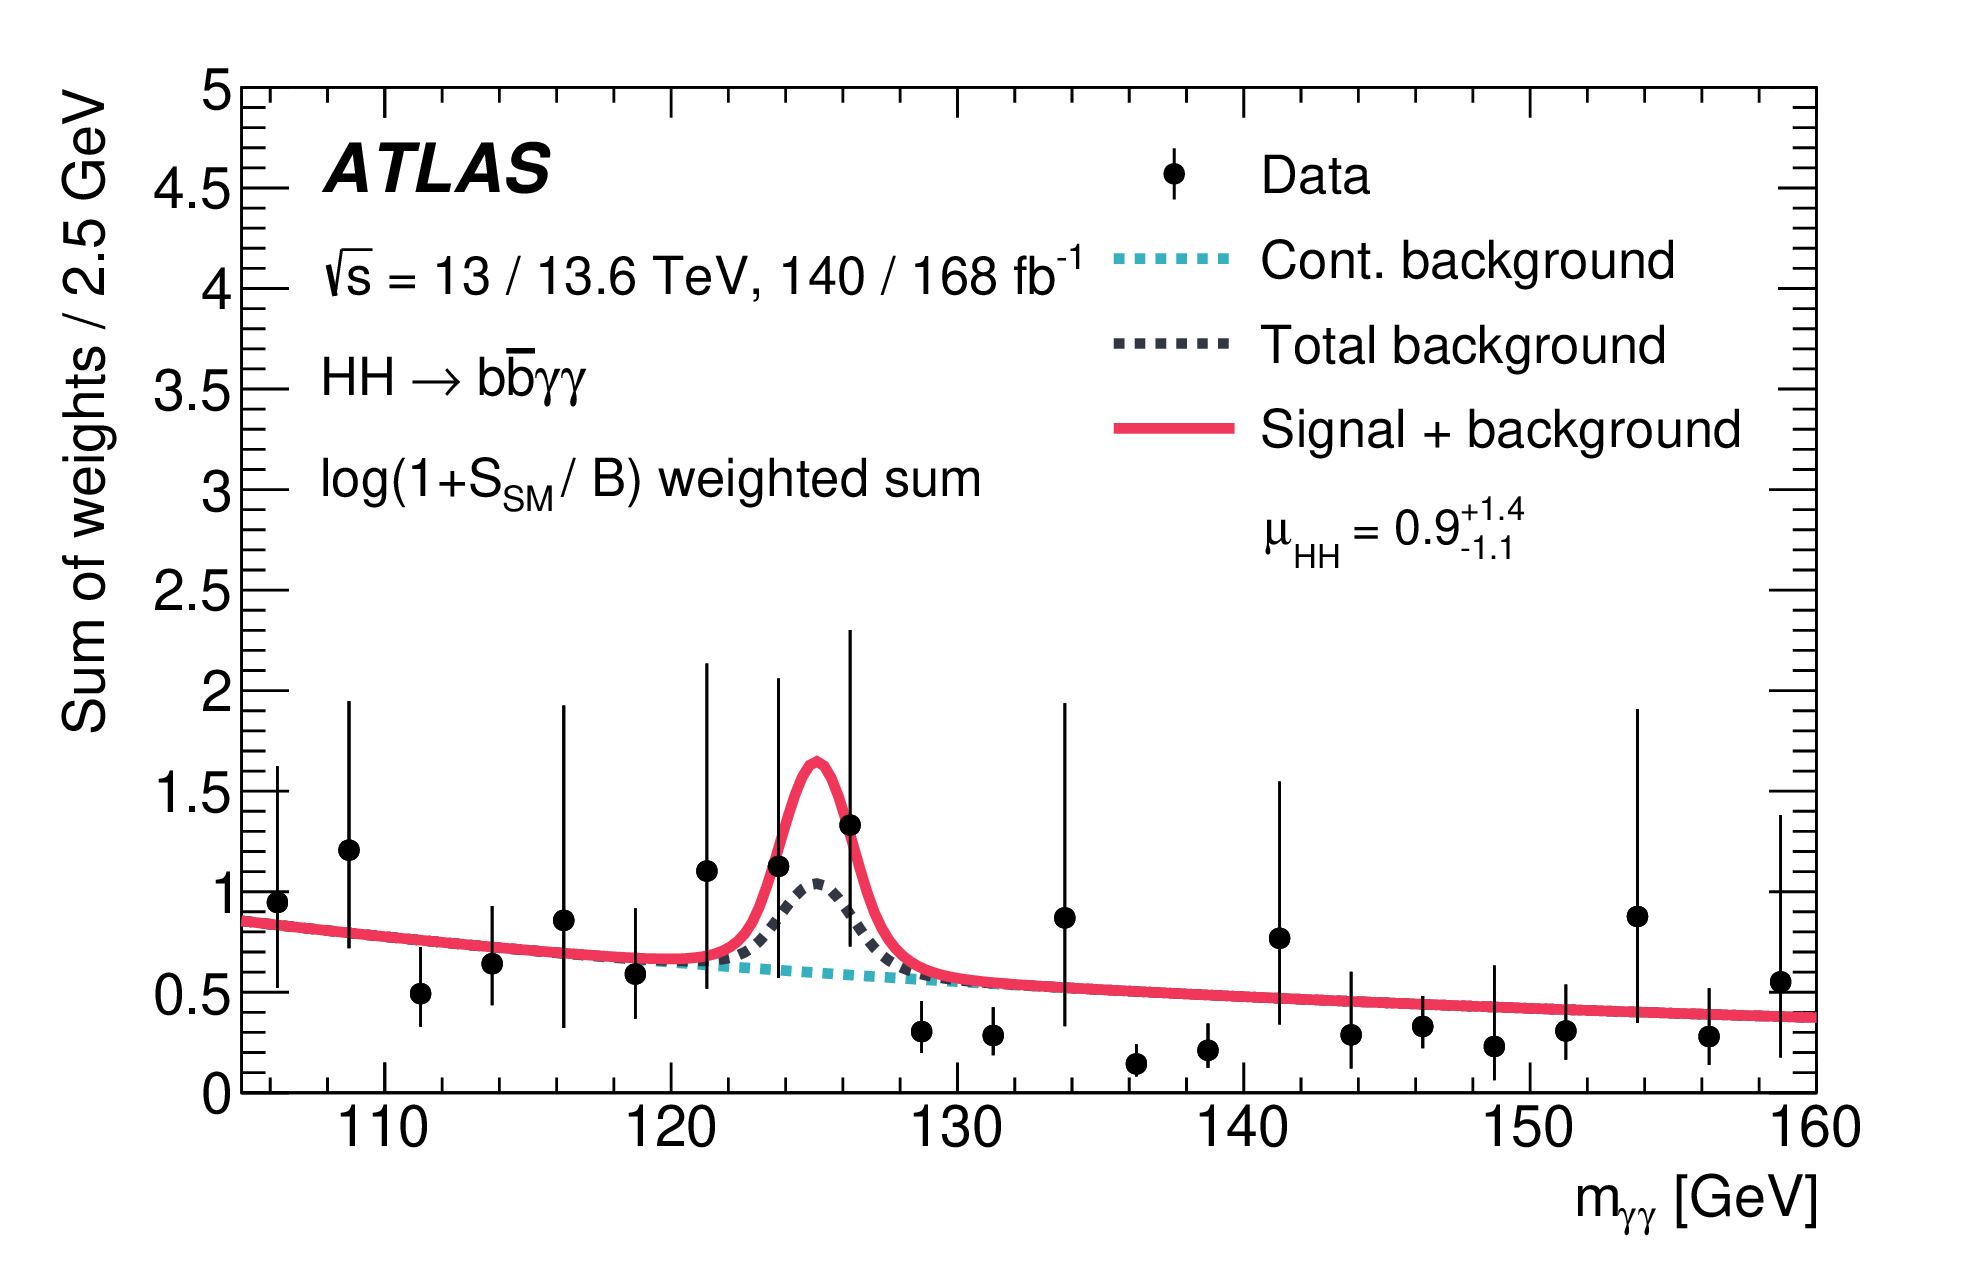 Sum of weights / 2.5 GeV
5
4.5
4
3.5
3
2.5
2
1.5
1
0.5
0
ATLAS
√s = 13 / 13.6 TeV, 140 / 168 fb⁻¹
HH → bb̄γγ
log(1+S_SM / B) weighted sum
Data
Cont. background
Total background
Signal + background
μ_HH = 0.9 +1.4 -1.1
110 120 130 140 150 160
m_γγ [GeV]